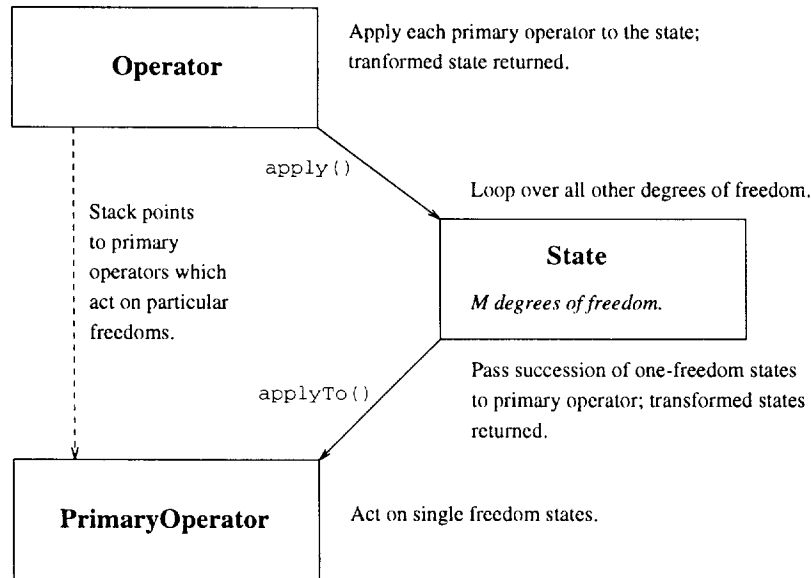 Apply each primary operator to the state;
tranformed state returned.
Operator
apply()
Loop over all other degrees of freedom.
Stack points
to primary
operators which
act on particular
freedoms.
State
M degrees of freedom.
applyTo()
Pass succession of one-freedom states
to primary operator; transformed states
returned.
PrimaryOperator
Act on single freedom states.